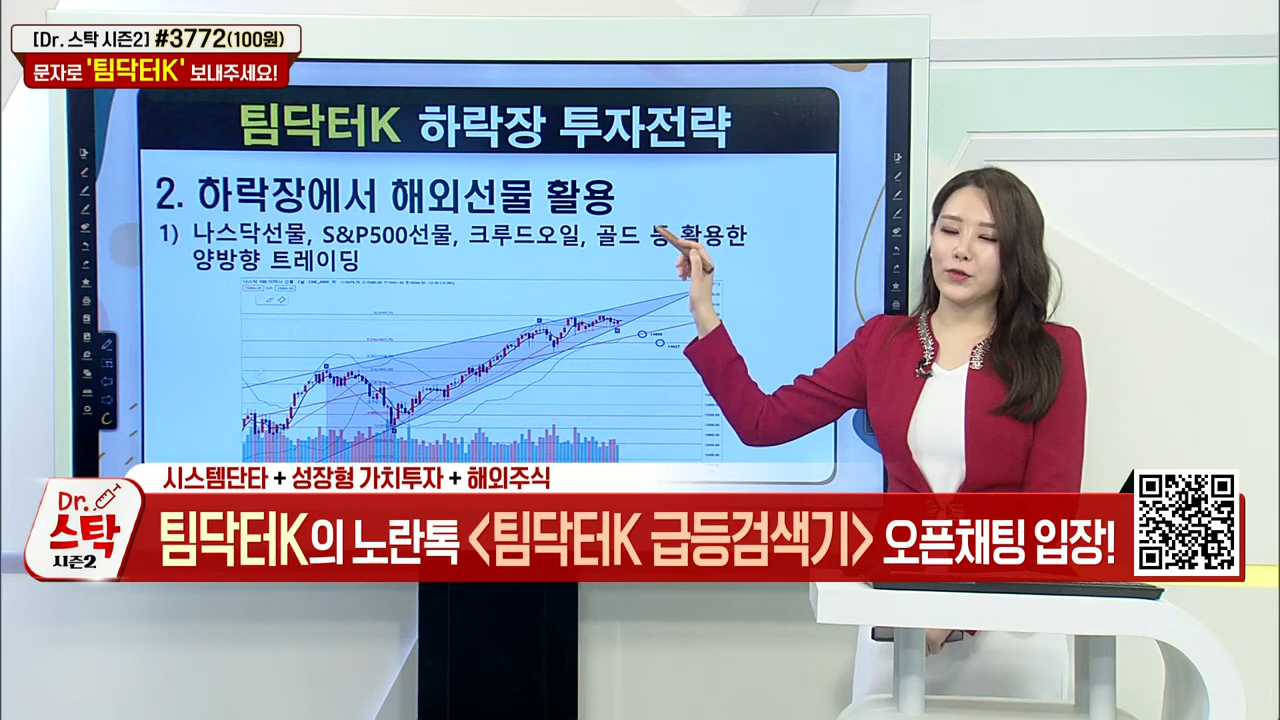 [Dr. 스탁 시즌2] #3772(100원)
문자로 '팀닥터K' 보내주세요!
팀닥터K 하락장 투자전략
2. 하락장에서 해외선물 활용
1) 나스닥선물, S&P500선물, 크루드오일, 골드 등 활용한
양방향 트레이딩
시스템단타 + 성장형 가치투자 + 해외주식
Dr.
스탁
시즌2
팀닥터K의 노란톡 <팀닥터K 급등검색기> 오픈채팅 입장!